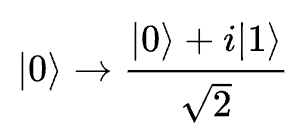 |0⟩ → (|0⟩ + i|1⟩) / √2